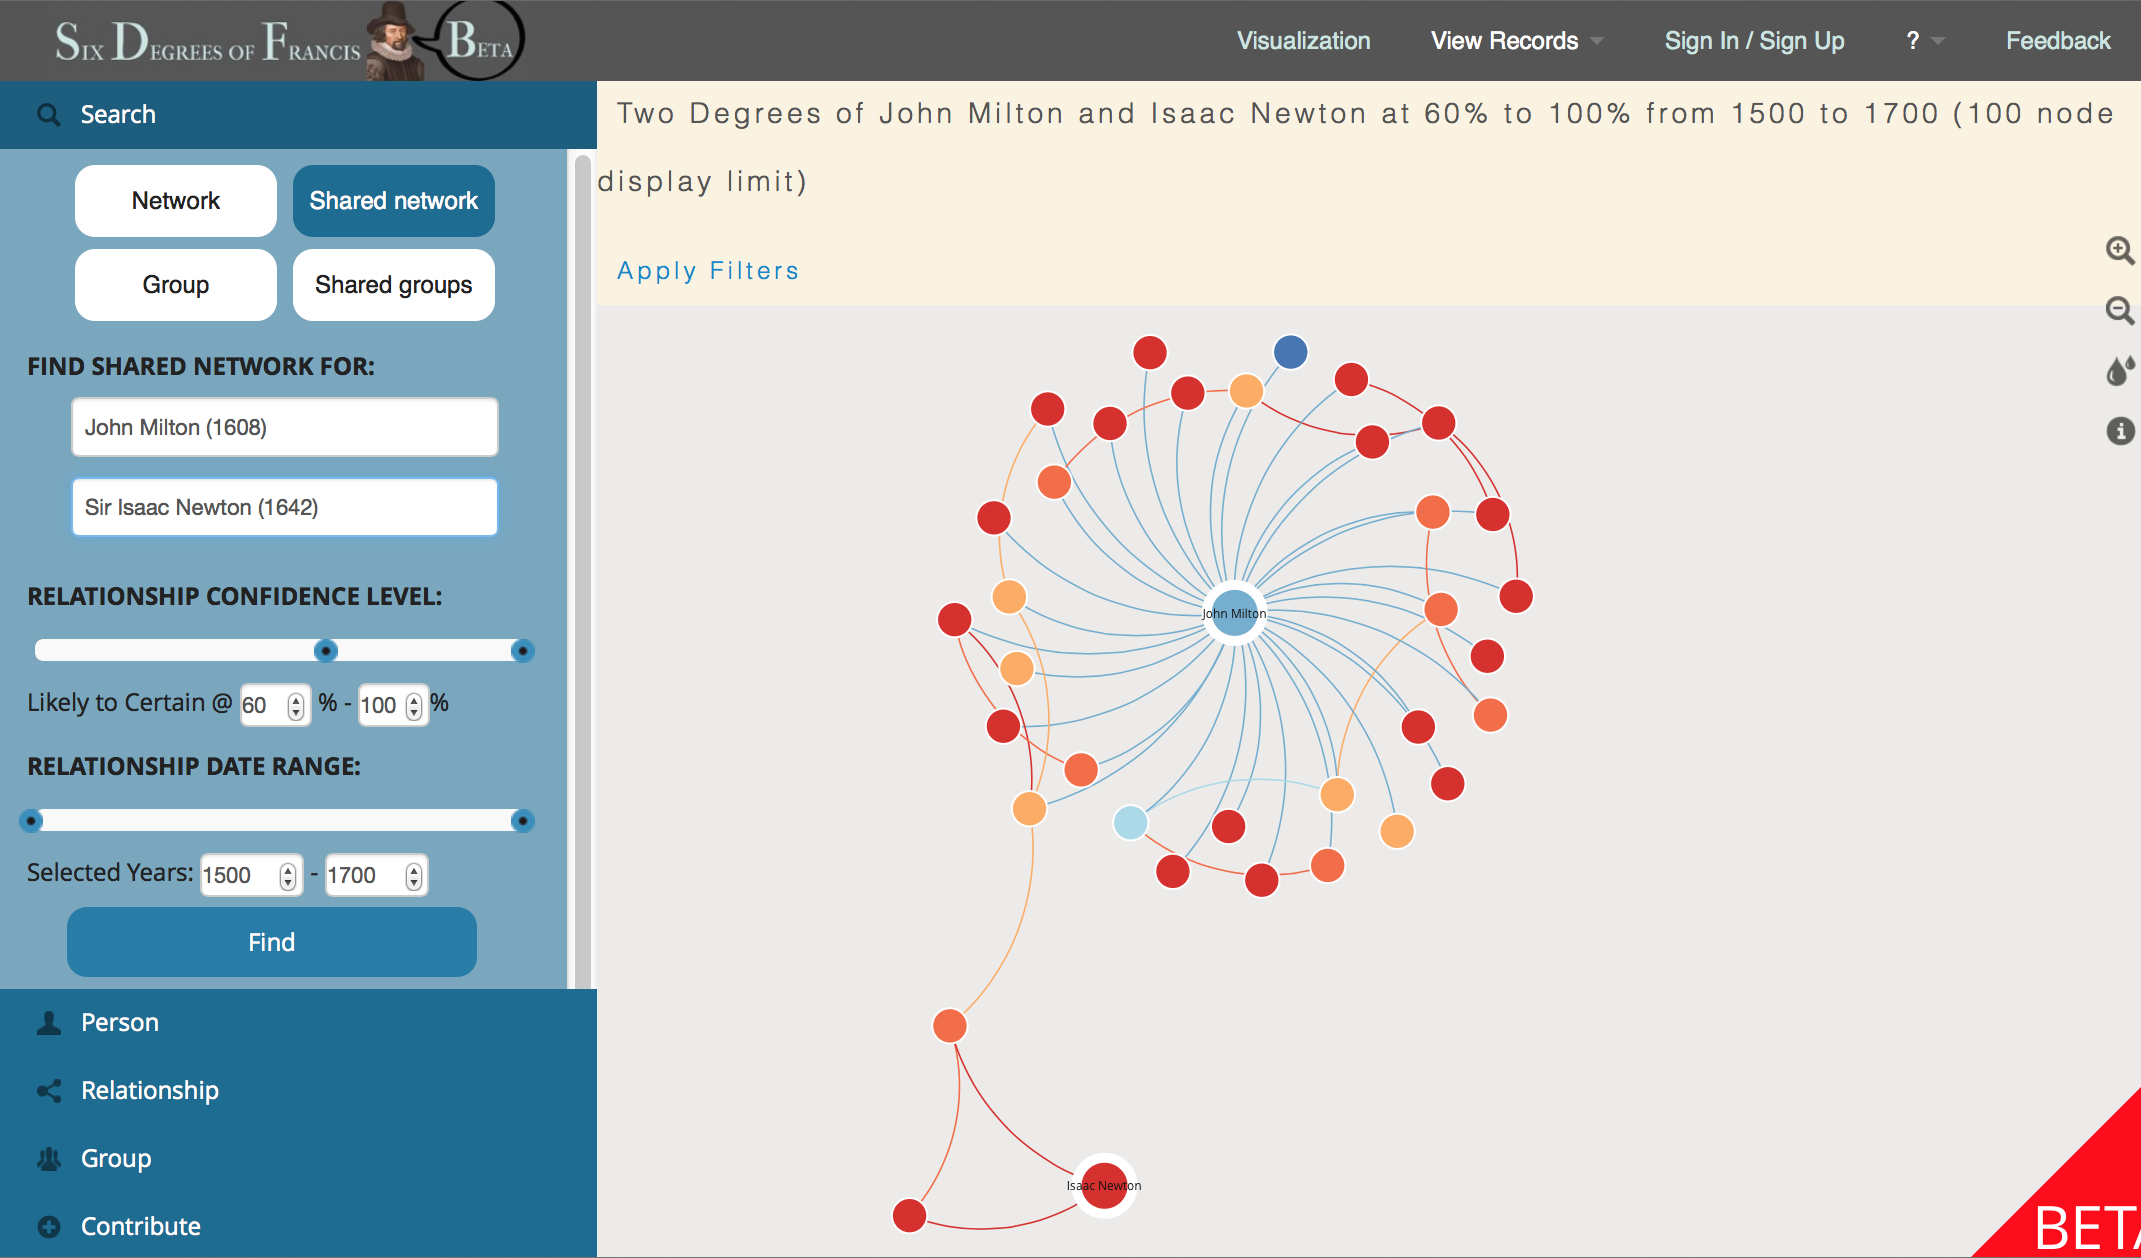 SIX DEGREES OF FRANCIS BETA
Visualization
View Records
Sign In / Sign Up
?
Feedback
Search
Network
Shared network
Group
Shared groups
FIND SHARED NETWORK FOR:
John Milton (1608)
Sir Isaac Newton (1642)
RELATIONSHIP CONFIDENCE LEVEL:
Likely to Certain @ 60 % - 100 %
RELATIONSHIP DATE RANGE:
Selected Years: 1500 - 1700
Find
Person
Relationship
Group
Contribute
Two Degrees of John Milton and Isaac Newton at 60% to 100% from 1500 to 1700 (100 node
display limit)
Apply Filters
John Milton
Isaac Newton
BETA